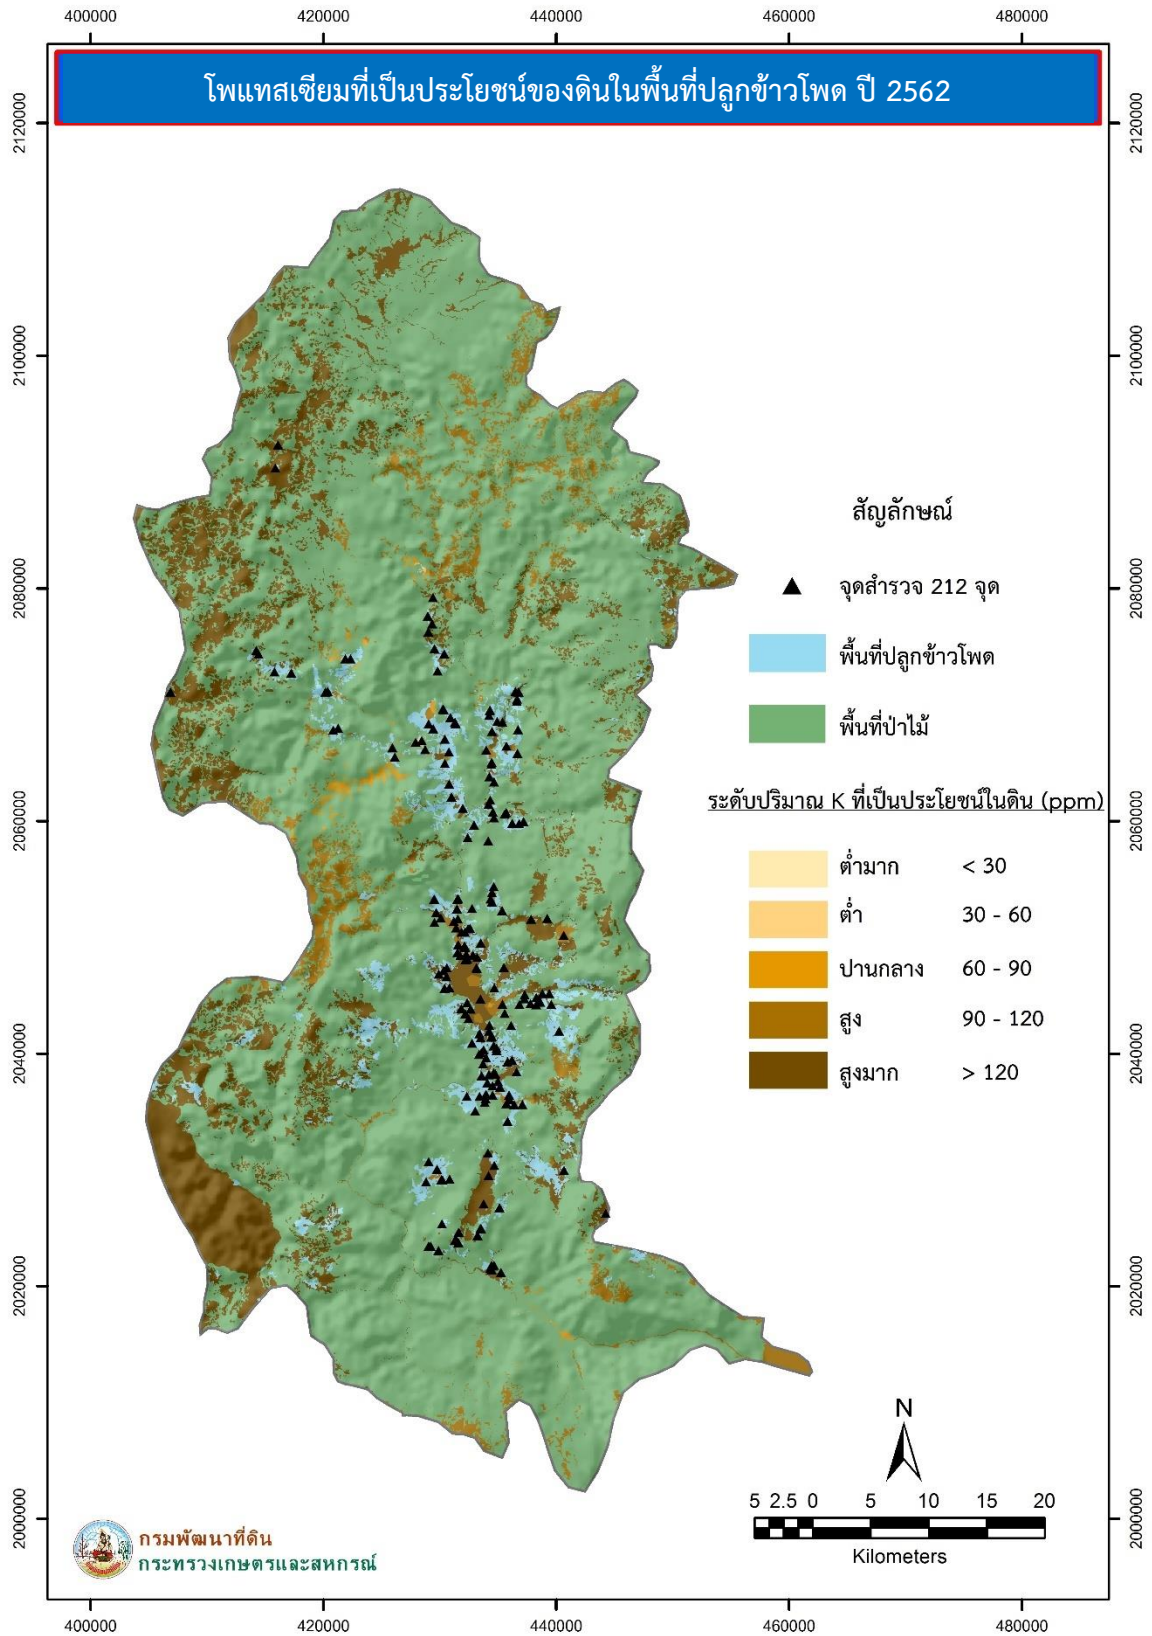 400000 420000 440000 460000 480000
โพแทสเซียมที่เป็นประโยชน์ของดินในพื้นที่ปลูกข้าวโพด ปี 2562
2120000 2120000
2100000 2100000
สัญลักษณ์
2080000 2080000
จุดสำรวจ 212 จุด
พื้นที่ปลูกข้าวโพด
พื้นที่ป่าไม้
ระดับปริมาณ K ที่เป็นประโยชน์ในดิน (ppm)
2060000 2060000
ต่ำมาก < 30
ต่ำ 30 - 60
ปานกลาง 60 - 90
สูง 90 - 120
2040000 2040000
สูงมาก > 120
2020000 2020000
N
5 2.5 0 5 10 15 20
Kilometers
2000000 2000000
กรมพัฒนาที่ดิน
กระทรวงเกษตรและสหกรณ์
400000 420000 440000 460000 480000